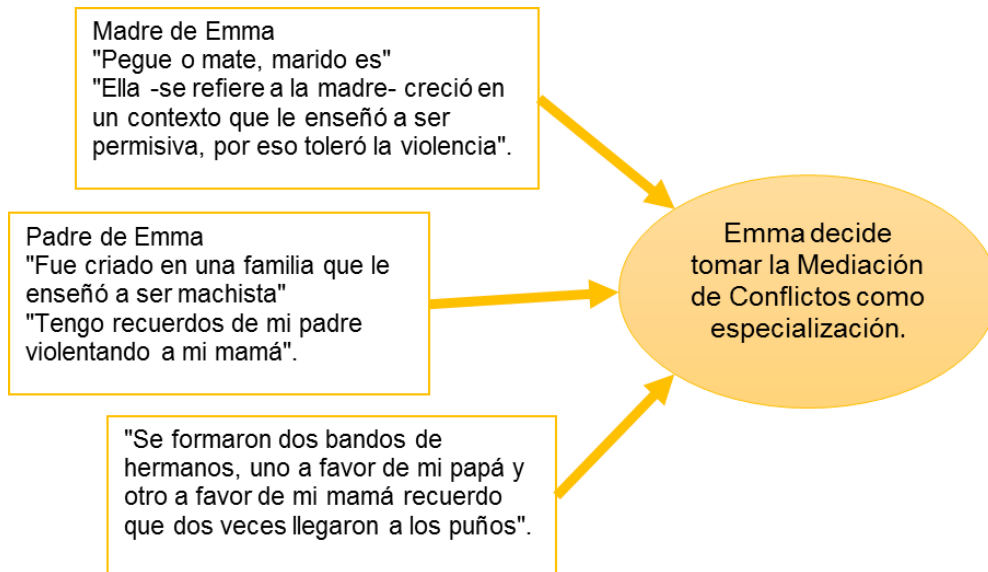 Madre de Emma
"Pegue o mate, marido es"
"Ella -se refiere a la madre- creció en
un contexto que le enseñó a ser
permisiva, por eso toleró la violencia".
Padre de Emma
"Fue criado en una familia que le
enseñó a ser machista"
"Tengo recuerdos de mi padre
violentando a mi mamá".
"Se formaron dos bandos de
hermanos, uno a favor de mi papá y
otro a favor de mi mamá recuerdo
que dos veces llegaron a los puños".
Emma decide
tomar la Mediación
de Conflictos como
especialización.